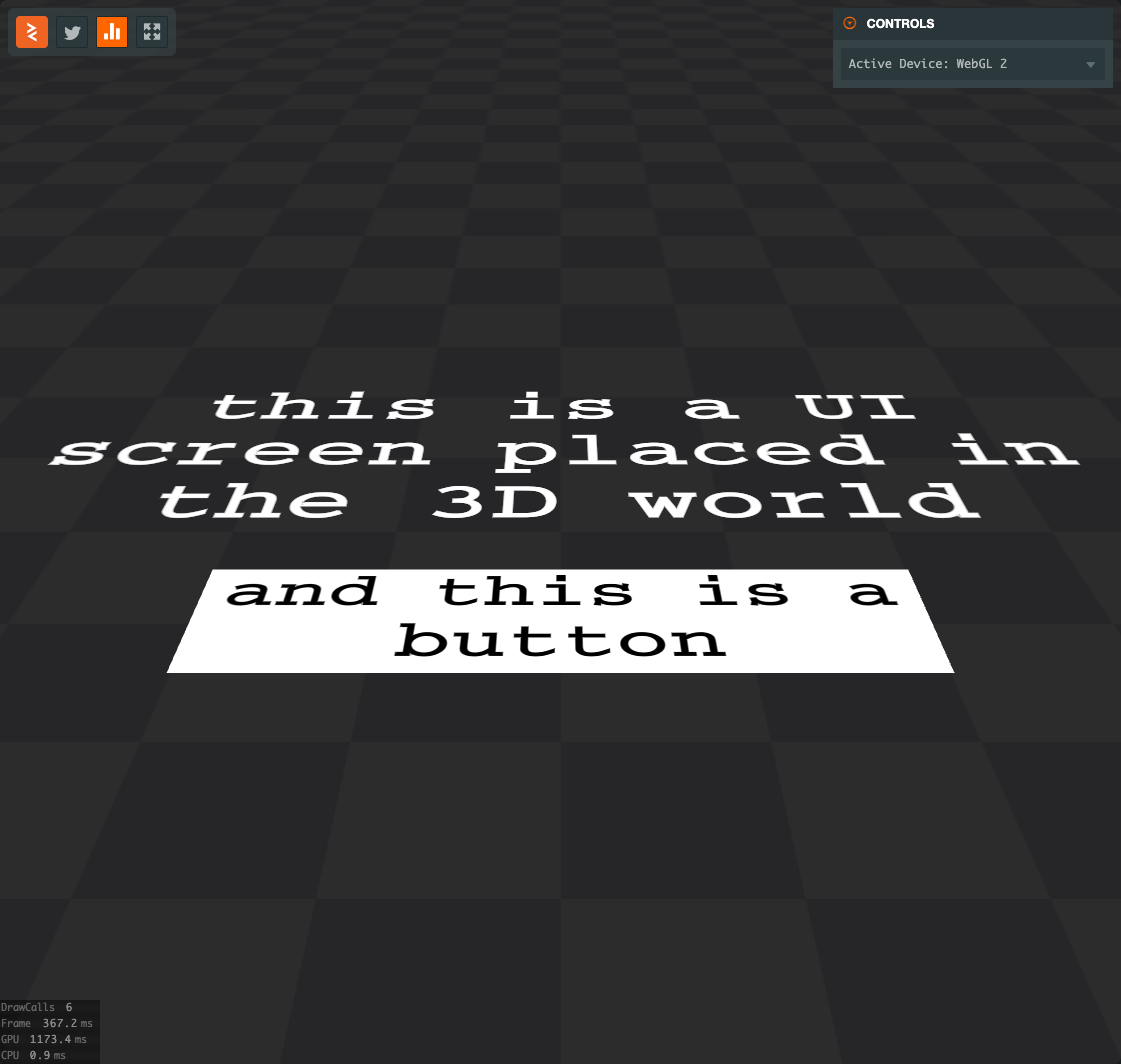 CONTROLS
Active Device: WebGL 2
this is a UI
screen placed in
the 3D world
and this is a
button
DrawCalls 6
Frame 367.2 ms
GPU 1173.4 ms
CPU 0.9 ms